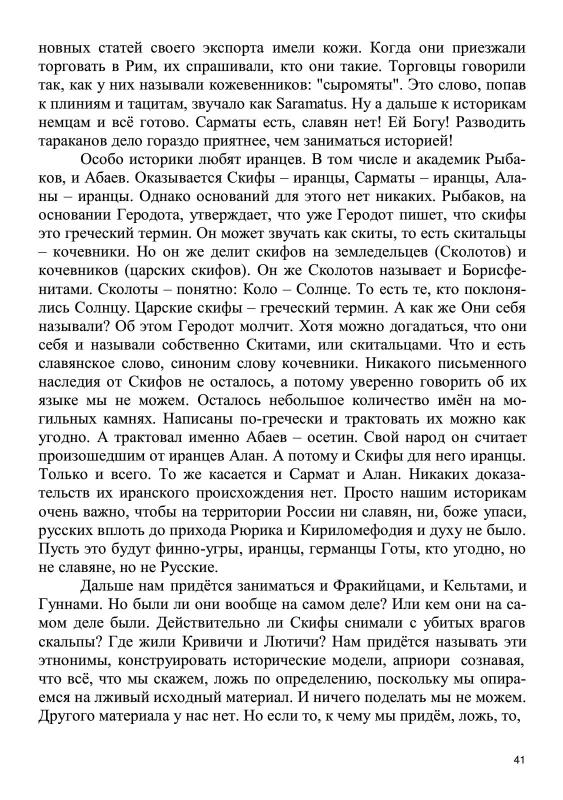 новных статей своего экспорта имели кожи. Когда они приезжали
торговать в Рим, их спрашивали, кто они такие. Торговцы говорили
так, как у них называли кожевенников: "сыромяты". Это слово, попав
к плиниям и тацитам, звучало как Saramatus. Ну а дальше к историкам
немцам и всё готово. Сарматы есть, славян нет! Ей Богу! Разводить
тараканов дело гораздо приятнее, чем заниматься историей!
Особо историки любят иранцев. В том числе и академик Рыба-
ков, и Абаев. Оказывается Скифы – иранцы, Сарматы – иранцы, Ала-
ны – иранцы. Однако оснований для этого нет никаких. Рыбаков, на
основании Геродота, утверждает, что уже Геродот пишет, что скифы
это греческий термин. Он может звучать как скиты, то есть скитальцы
– кочевники. Но он же делит скифов на земледельцев (Сколотов) и
кочевников (царских скифов). Он же Сколотов называет и Борисфе-
нитами. Сколоты – понятно: Коло – Солнце. То есть те, кто поклоня-
лись Солнцу. Царские скифы – греческий термин. А как же Они себя
называли? Об этом Геродот молчит. Хотя можно догадаться, что они
себя и называли собственно Скитами, или скитальцами. Что и есть
славянское слово, синоним слову кочевники. Никакого письменного
наследия от Скифов не осталось, а потому уверенно говорить об их
языке мы не можем. Осталось небольшое количество имён на мо-
гильных камнях. Написаны по-гречески и трактовать их можно как
угодно. А трактовал именно Абаев – осетин. Свой народ он считает
произошедшим от иранцев Алан. А потому и Скифы для него иранцы.
Только и всего. То же касается и Сармат и Алан. Никаких доказа-
тельств их иранского происхождения нет. Просто нашим историкам
очень важно, чтобы на территории России ни славян, ни, боже упаси,
русских вплоть до прихода Рюрика и Кириломефодия и духу не было.
Пусть это будут финно-угры, иранцы, германцы Готы, кто угодно, но
не славяне, но не Русские.
Дальше нам придётся заниматься и Фракийцами, и Кельтами, и
Гуннами. Но были ли они вообще на самом деле? Или кем они на са-
мом деле были. Действительно ли Скифы снимали с убитых врагов
скальпы? Где жили Кривичи и Лютичи? Нам придётся называть эти
этнонимы, конструировать исторические модели, априори сознавая,
что всё, что мы скажем, ложь по определению, поскольку мы опира-
емся на лживый исходный материал. И ничего поделать мы не можем.
Другого материала у нас нет. Но если то, к чему мы придём, ложь, то,
41